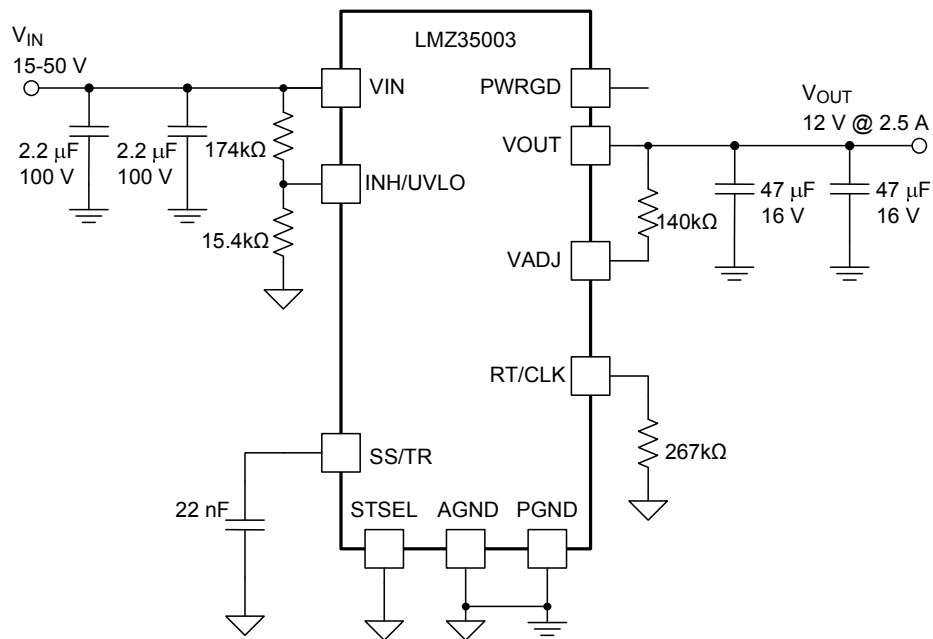 LMZ35003
V_IN
15-50 V
VIN
PWRGD
V_OUT
12 V @ 2.5 A
VOUT
2.2 μF
100 V
2.2 μF
100 V
174kΩ
INH/UVLO
47 μF
16 V
47 μF
16 V
140kΩ
15.4kΩ
VADJ
RT/CLK
SS/TR
267kΩ
22 nF
STSEL
AGND
PGND